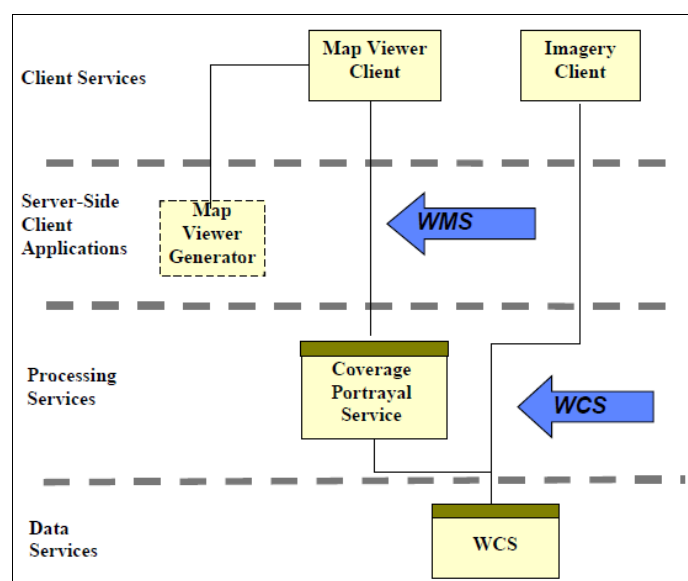 Client Services
Map Viewer
Client
Imagery
Client
Server-Side
Client
Applications
Map
Viewer
Generator
WMS
Processing
Services
Coverage
Portrayal
Service
WCS
Data
Services
WCS